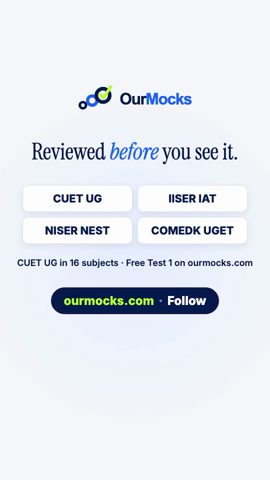 OurMocks
Reviewed before you see it.
CUET UG
IISER IAT
NISER NEST
COMEDK UGET
CUET UG in 16 subjects · Free Test 1 on ourmocks.com
ourmocks.com · Follow